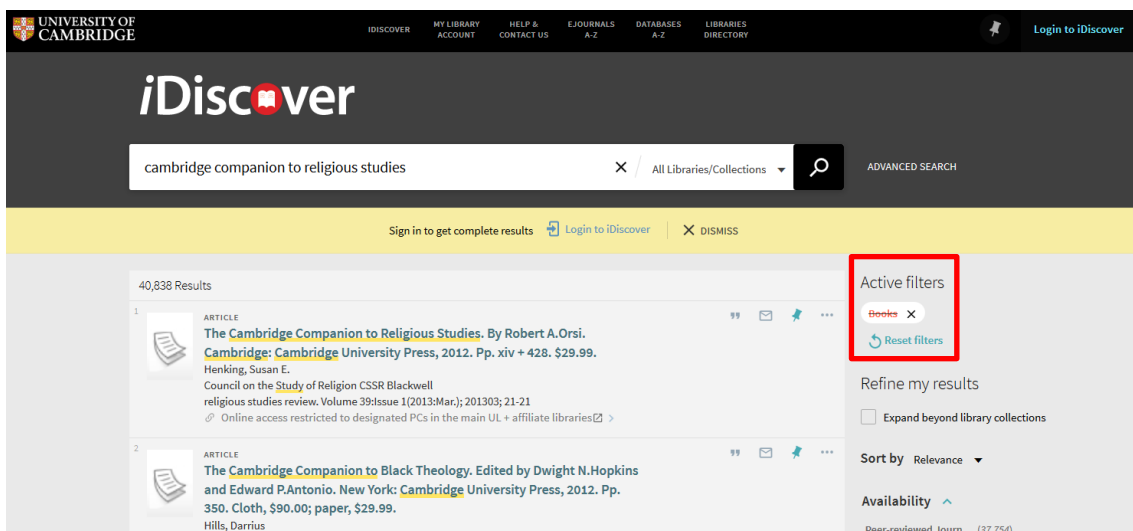 UNIVERSITY OF
CAMBRIDGE
IDISCOVER
MY LIBRARY
ACCOUNT
HELP &
CONTACT US
EJOURNALS
A-Z
DATABASES
A-Z
LIBRARIES
DIRECTORY
Login to iDiscover
iDiscover
cambridge companion to religious studies
All Libraries/Collections
ADVANCED SEARCH
Sign in to get complete results Login to iDiscover DISMISS
40,838 Results
1
ARTICLE
The Cambridge Companion to Religious Studies. By Robert A.Orsi.
Cambridge: Cambridge University Press, 2012. Pp. xiv + 428. $29.99.
Henking, Susan E.
Council on the Study of Religion CSSR Blackwell
religious studies review. Volume 39:Issue 1(2013:Mar.); 201303; 21-21
Online access restricted to designated PCs in the main UL + affiliate libraries
2
ARTICLE
The Cambridge Companion to Black Theology. Edited by Dwight N.Hopkins
and Edward P.Antonio. New York: Cambridge University Press, 2012. Pp.
350. Cloth, $90.00; paper, $29.99.
Hills, Darrius
Active filters
Books
Reset filters
Refine my results
Expand beyond library collections
Sort by Relevance
Availability
Peer-reviewed Journ... (37,754)